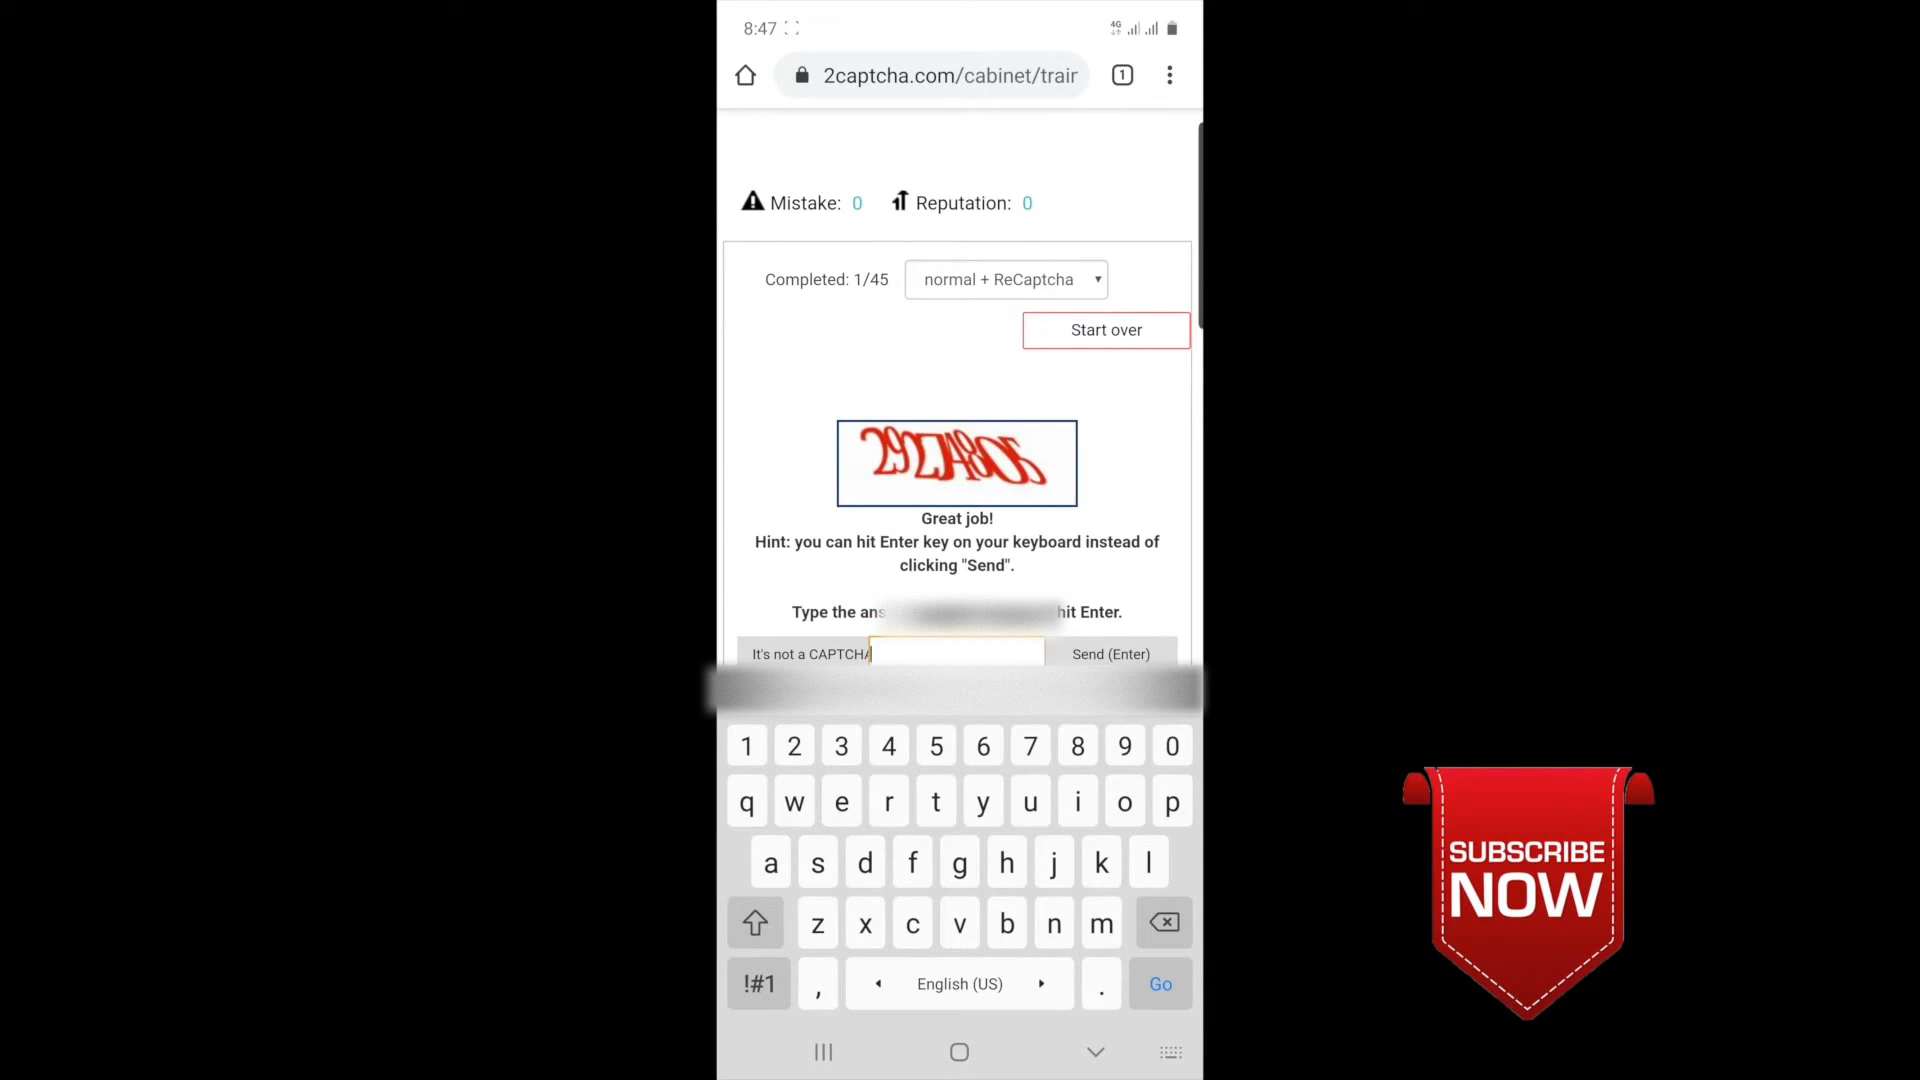 8:47
4G
2captcha.com/cabinet/trair
1
Mistake: 0
Reputation: 0
Completed: 1/45
normal + ReCaptcha
Start over
Great job!
Hint: you can hit Enter key on your keyboard instead of
clicking "Send".
Type the ans hit Enter.
It's not a CAPTCHA
Send (Enter)
1 2 3 4 5 6 7 8 9 0
q w e r t y u i o p
a s d f g h j k l
z x c v b n m
!#1 , English (US) . Go
SUBSCRIBE
NOW